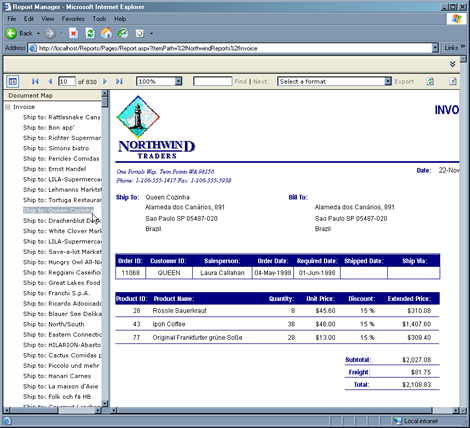 Report Manager - Microsoft Internet Explorer
File Edit View Favorites Tools Help
Back
Search Favorites
Address http://localhost/Reports/Pages/Report.aspx?ItemPath=%2fNorthwindReports%2fInvoice Links »
10 of 830 100% Find | Next Select a format Export
Document Map
Invoice
Ship to: Rattlesnake Cany
Ship to: Bon app'
Ship to: Richter Supermar
Ship to: Simons bistro
Ship to: Pericles Comidas
Ship to: Ernst Handel
Ship to: LILA-Supermercad
Ship to: Lehmanns Marktst
Ship to: Tortuga Restauran
Ship to: Queen Cozinha
Ship to: Drachenblut
Ship to: White Clover Mark
Ship to: LILA-Supermercad
Ship to: Save-a-lot Market
Ship to: Hungry Owl All-Ni
Ship to: Reggiani Caseific
Ship to: Great Lakes Food
Ship to: Franchi S.p.A.
Ship to: Ricardo Adocicado
Ship to: Blauer See Delika
Ship to: North/South
Ship to: Eastern Connectic
Ship to: HILARION-Abasto
Ship to: Cactus Comidas p
Ship to: Piccolo und mehr
Ship to: Hanari Carnes
Ship to: La maison d'Asie
Ship to: Folk och fä HB
NORTHWIND
TRADERS
INVO
One Portals Way, Twin Points WA 98156
Phone: 1-206-555-1417 Fax: 1-206-555-5938
Date: 22-Nov
Ship To: Queen Cozinha
Alameda dos Canários, 891
Sao Paulo SP 05487-020
Brazil
Bill To:
Alameda dos Canários, 891
Sao Paulo SP 05487-020
Brazil
Order ID: Customer ID: Salesperson: Order Date: Required Date: Shipped Date: Ship Via:
11068 QUEEN Laura Callahan 04-May-1998 01-Jun-1998
Product ID: Product Name: Quantity: Unit Price: Discount: Extended Price:
28 Rössle Sauerkraut 8 $45.60 15 % $310.08
43 Ipoh Coffee 36 $46.00 15 % $1,407.60
77 Original Frankfurter grüne Soße 28 $13.00 15 % $309.40
Subtotal: $2,027.08
Freight: $81.75
Total: $2,108.83
Local intranet